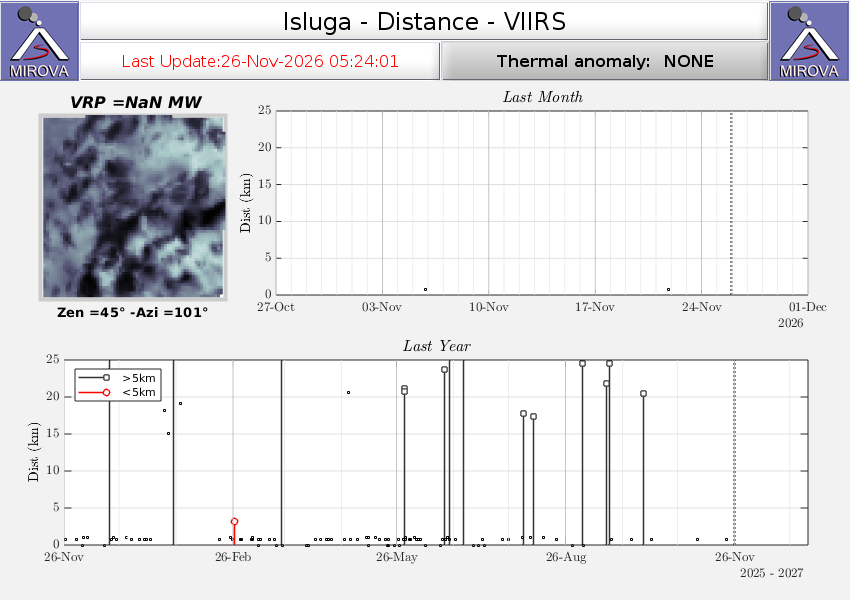 Isluga - Distance - VIIRS
MIROVA
MIROVA
Last Update:26-Nov-2026 05:24:01
Thermal anomaly: NONE
VRP =NaN MW
Zen =45° -Azi =101°
Last Month
Dist (km)
25
20
15
10
5
0
27-Oct
03-Nov
10-Nov
17-Nov
24-Nov
01-Dec
2026
Last Year
Dist (km)
25
20
15
10
5
0
>5km
<5km
26-Nov
26-Feb
26-May
26-Aug
26-Nov
2025 - 2027